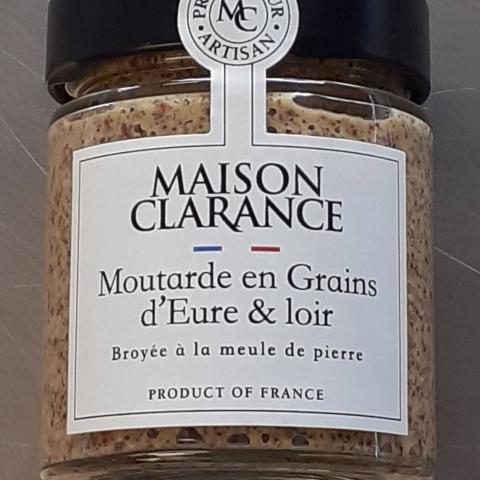 MC
ARTISAN
MAISON
CLARANCE
Moutarde en Grains
d'Eure & loir
Broyée à la meule de pierre
PRODUCT OF FRANCE